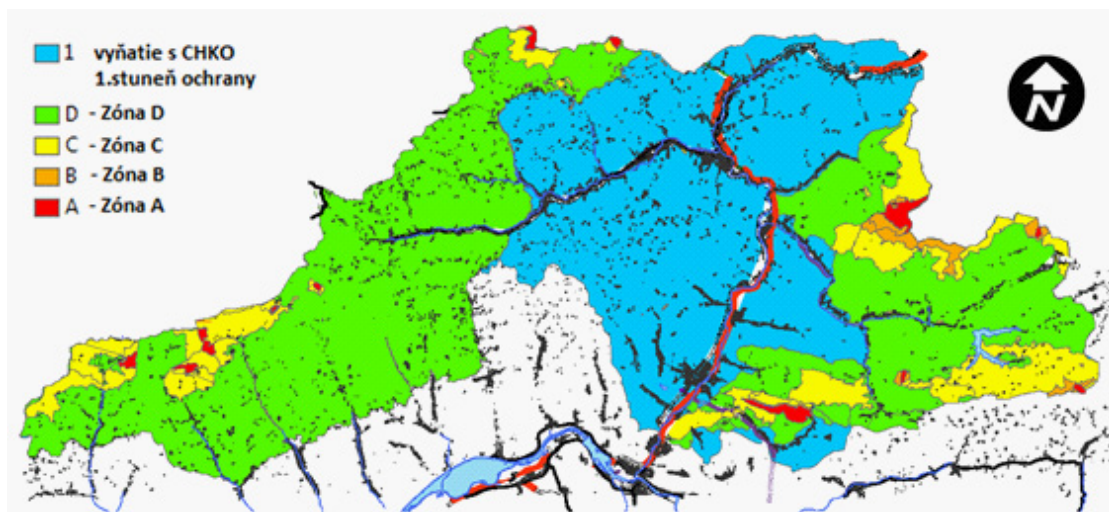 1 vyňatie s CHKO
1.stuneň ochrany
D - Zóna D
C - Zóna C
B - Zóna B
A - Zóna A
N